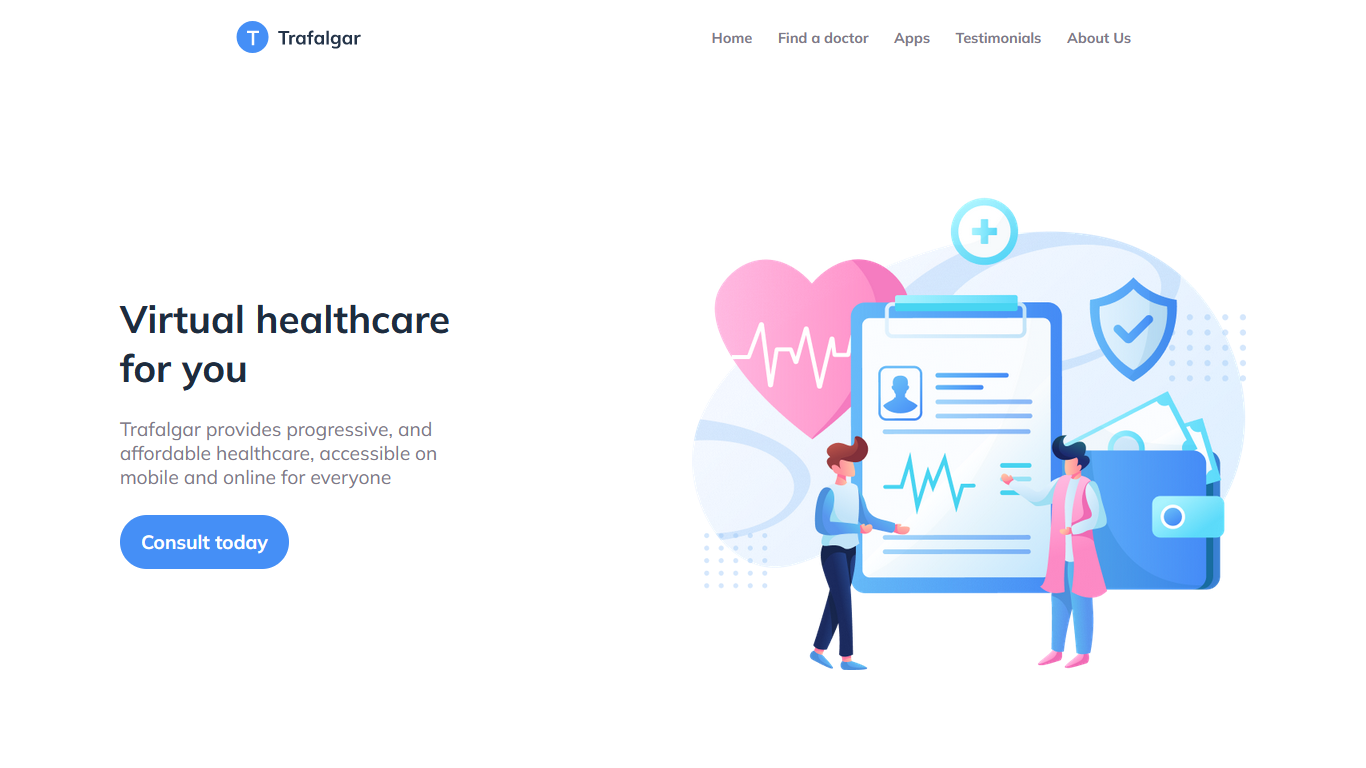 T Trafalgar
Home Find a doctor Apps Testimonials About Us
Virtual healthcare
for you
Trafalgar provides progressive, and
affordable healthcare, accessible on
mobile and online for everyone
Consult today